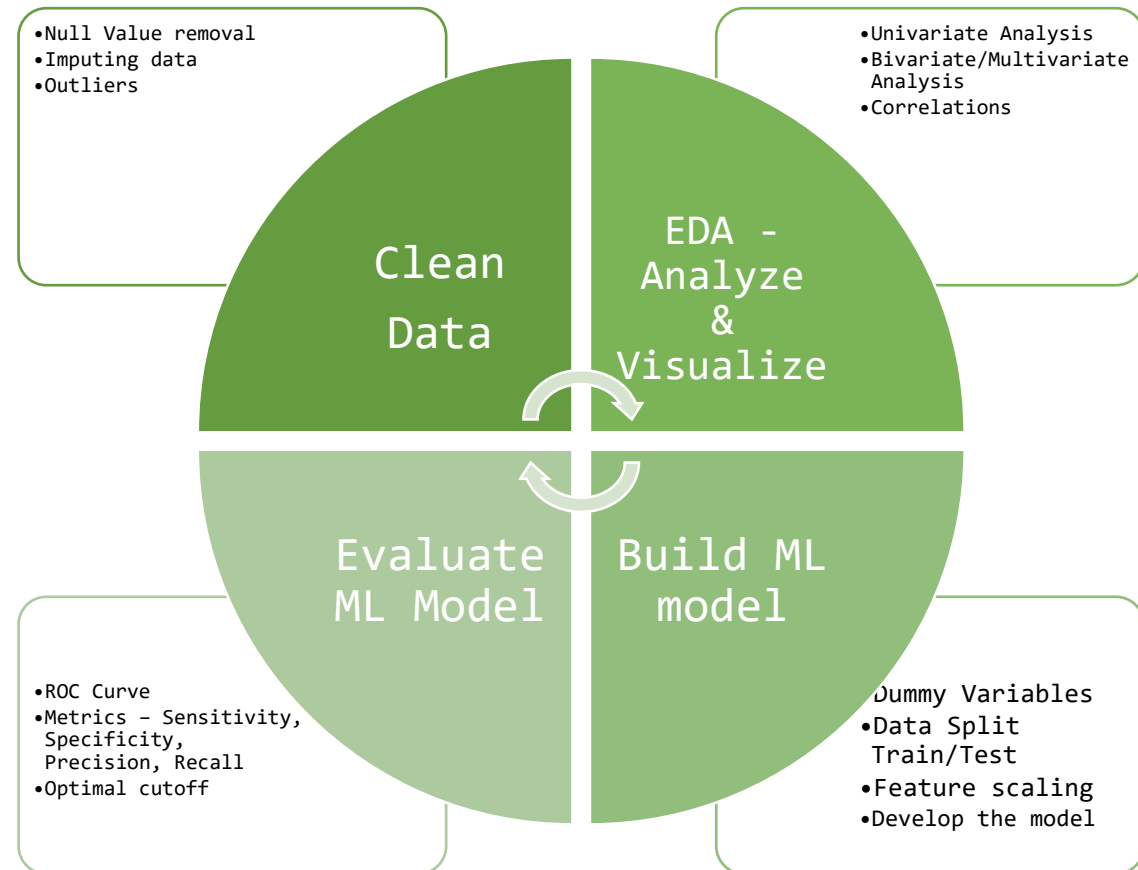 •Null Value removal
•Imputing data
•Outliers
•Univariate Analysis
•Bivariate/Multivariate
Analysis
•Correlations
Clean
Data
EDA -
Analyze
&
Visualize
Evaluate
ML Model
Build ML
model
•ROC Curve
•Metrics – Sensitivity,
Specificity,
Precision, Recall
•Optimal cutoff
Dummy Variables
•Data Split
Train/Test
•Feature scaling
•Develop the model